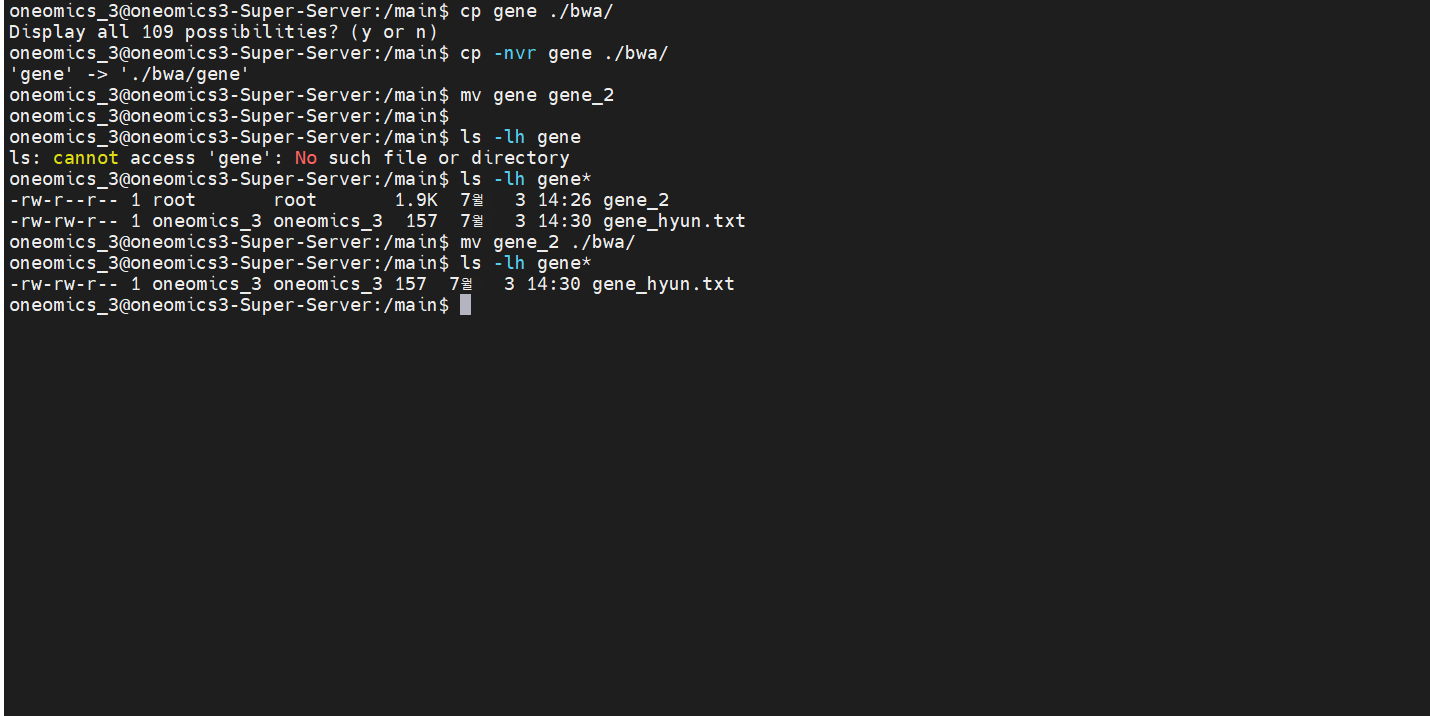 oneomics_3@oneomics3-Super-Server:/main$ cp gene ./bwa/
Display all 109 possibilities? (y or n)
oneomics_3@oneomics3-Super-Server:/main$ cp -nvr gene ./bwa/
'gene' -> './bwa/gene'
oneomics_3@oneomics3-Super-Server:/main$ mv gene gene_2
oneomics_3@oneomics3-Super-Server:/main$
oneomics_3@oneomics3-Super-Server:/main$ ls -lh gene
ls: cannot access 'gene': No such file or directory
oneomics_3@oneomics3-Super-Server:/main$ ls -lh gene*
-rw-r--r-- 1 root       root       1.9K  7월   3 14:26 gene_2
-rw-rw-r-- 1 oneomics_3 oneomics_3  157  7월   3 14:30 gene_hyun.txt
oneomics_3@oneomics3-Super-Server:/main$ mv gene_2 ./bwa/
oneomics_3@oneomics3-Super-Server:/main$ ls -lh gene*
-rw-rw-r-- 1 oneomics_3 oneomics_3 157  7월   3 14:30 gene_hyun.txt
oneomics_3@oneomics3-Super-Server:/main$